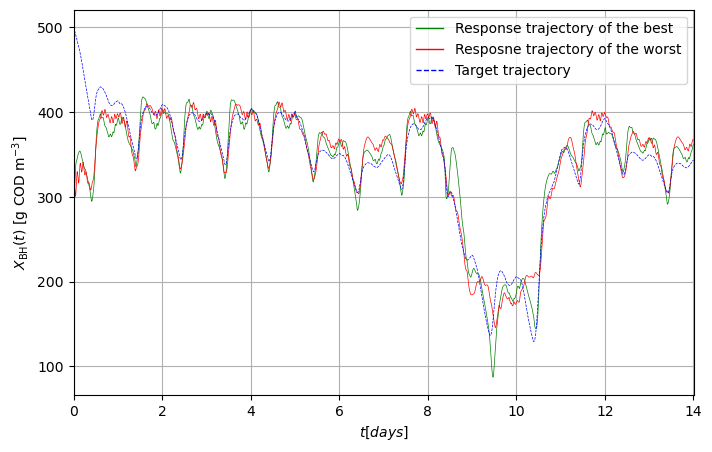 Response trajectory of the best
Resposne trajectory of the worst
Target trajectory
500
400
300
200
100
X_BH(t) [g COD m⁻³]
0 2 4 6 8 10 12 14
t[days]